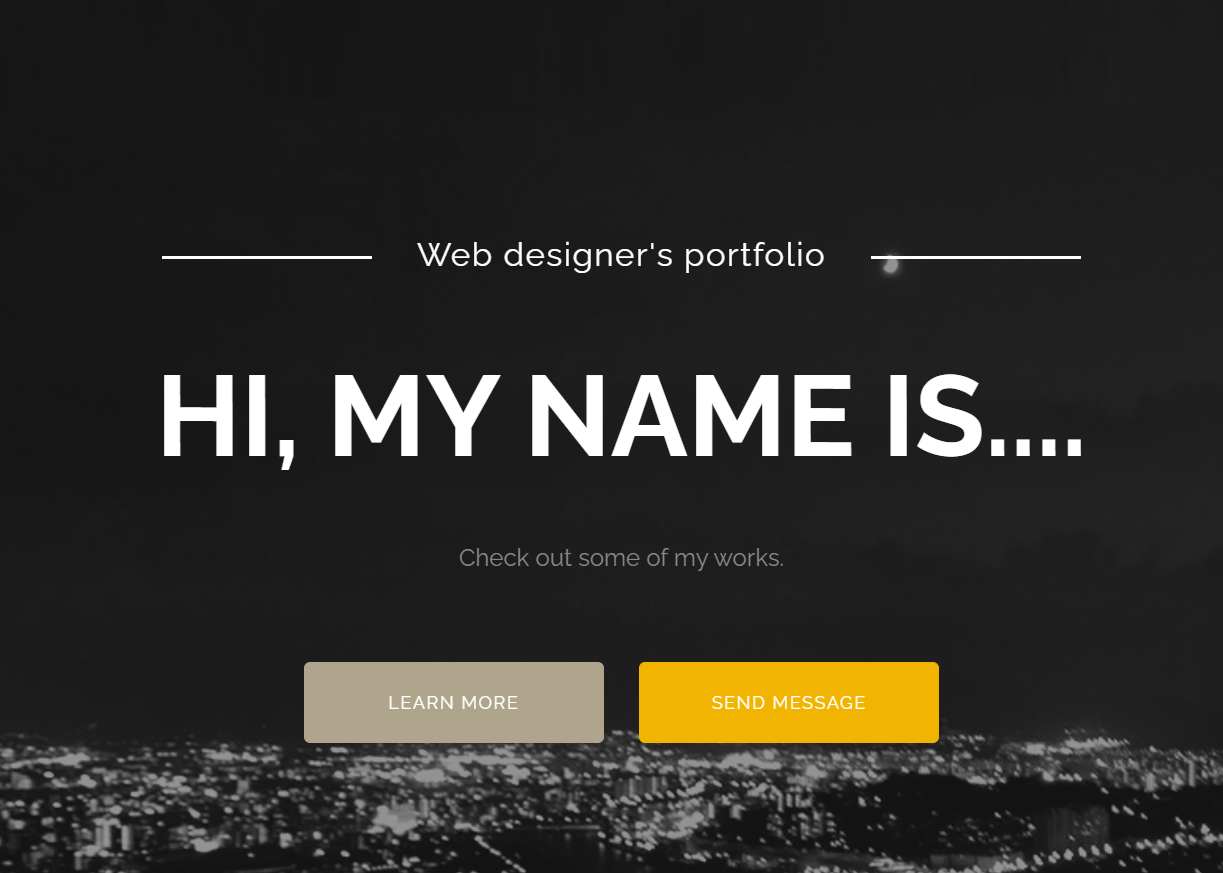 Web designer's portfolio
HI, MY NAME IS....
Check out some of my works.
LEARN MORE
SEND MESSAGE